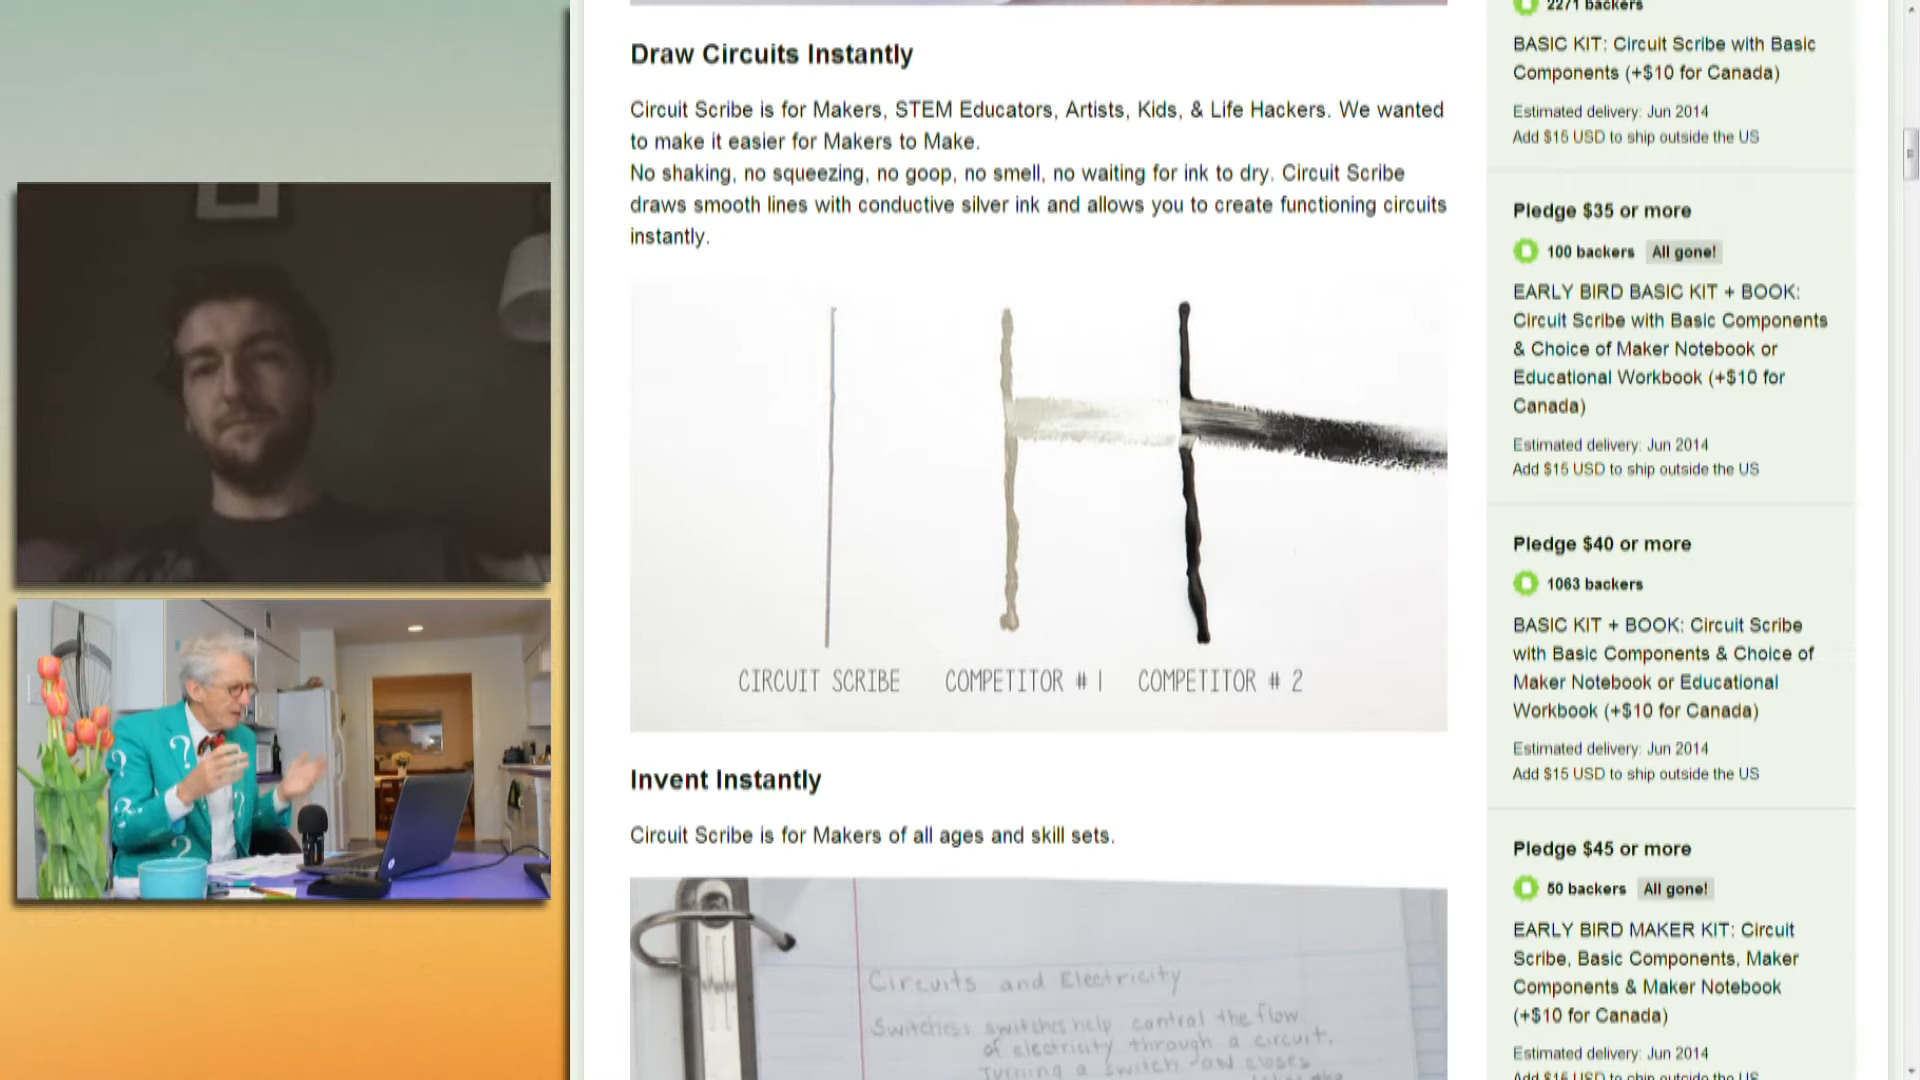 Draw Circuits Instantly
Circuit Scribe is for Makers, STEM Educators, Artists, Kids, & Life Hackers. We wanted
to make it easier for Makers to Make.
No shaking, no squeezing, no goop, no smell, no waiting for ink to dry. Circuit Scribe
draws smooth lines with conductive silver ink and allows you to create functioning circuits
instantly.
CIRCUIT SCRIBE COMPETITOR # 1 COMPETITOR # 2
Invent Instantly
Circuit Scribe is for Makers of all ages and skill sets.
Circuits and Electricity
Switches: switches help control the flow
of electricity through a circuit.
Turning a switch
2271 backers
BASIC KIT: Circuit Scribe with Basic
Components (+$10 for Canada)
Estimated delivery: Jun 2014
Add $15 USD to ship outside the US
Pledge $35 or more
100 backers All gone!
EARLY BIRD BASIC KIT + BOOK:
Circuit Scribe with Basic Components
& Choice of Maker Notebook or
Educational Workbook (+$10 for
Canada)
Estimated delivery: Jun 2014
Add $15 USD to ship outside the US
Pledge $40 or more
1063 backers
BASIC KIT + BOOK: Circuit Scribe
with Basic Components & Choice of
Maker Notebook or Educational
Workbook (+$10 for Canada)
Estimated delivery: Jun 2014
Add $15 USD to ship outside the US
Pledge $45 or more
50 backers All gone!
EARLY BIRD MAKER KIT: Circuit
Scribe, Basic Components, Maker
Components & Maker Notebook
(+$10 for Canada)
Estimated delivery: Jun 2014
Add $15 USD to ship outside the US